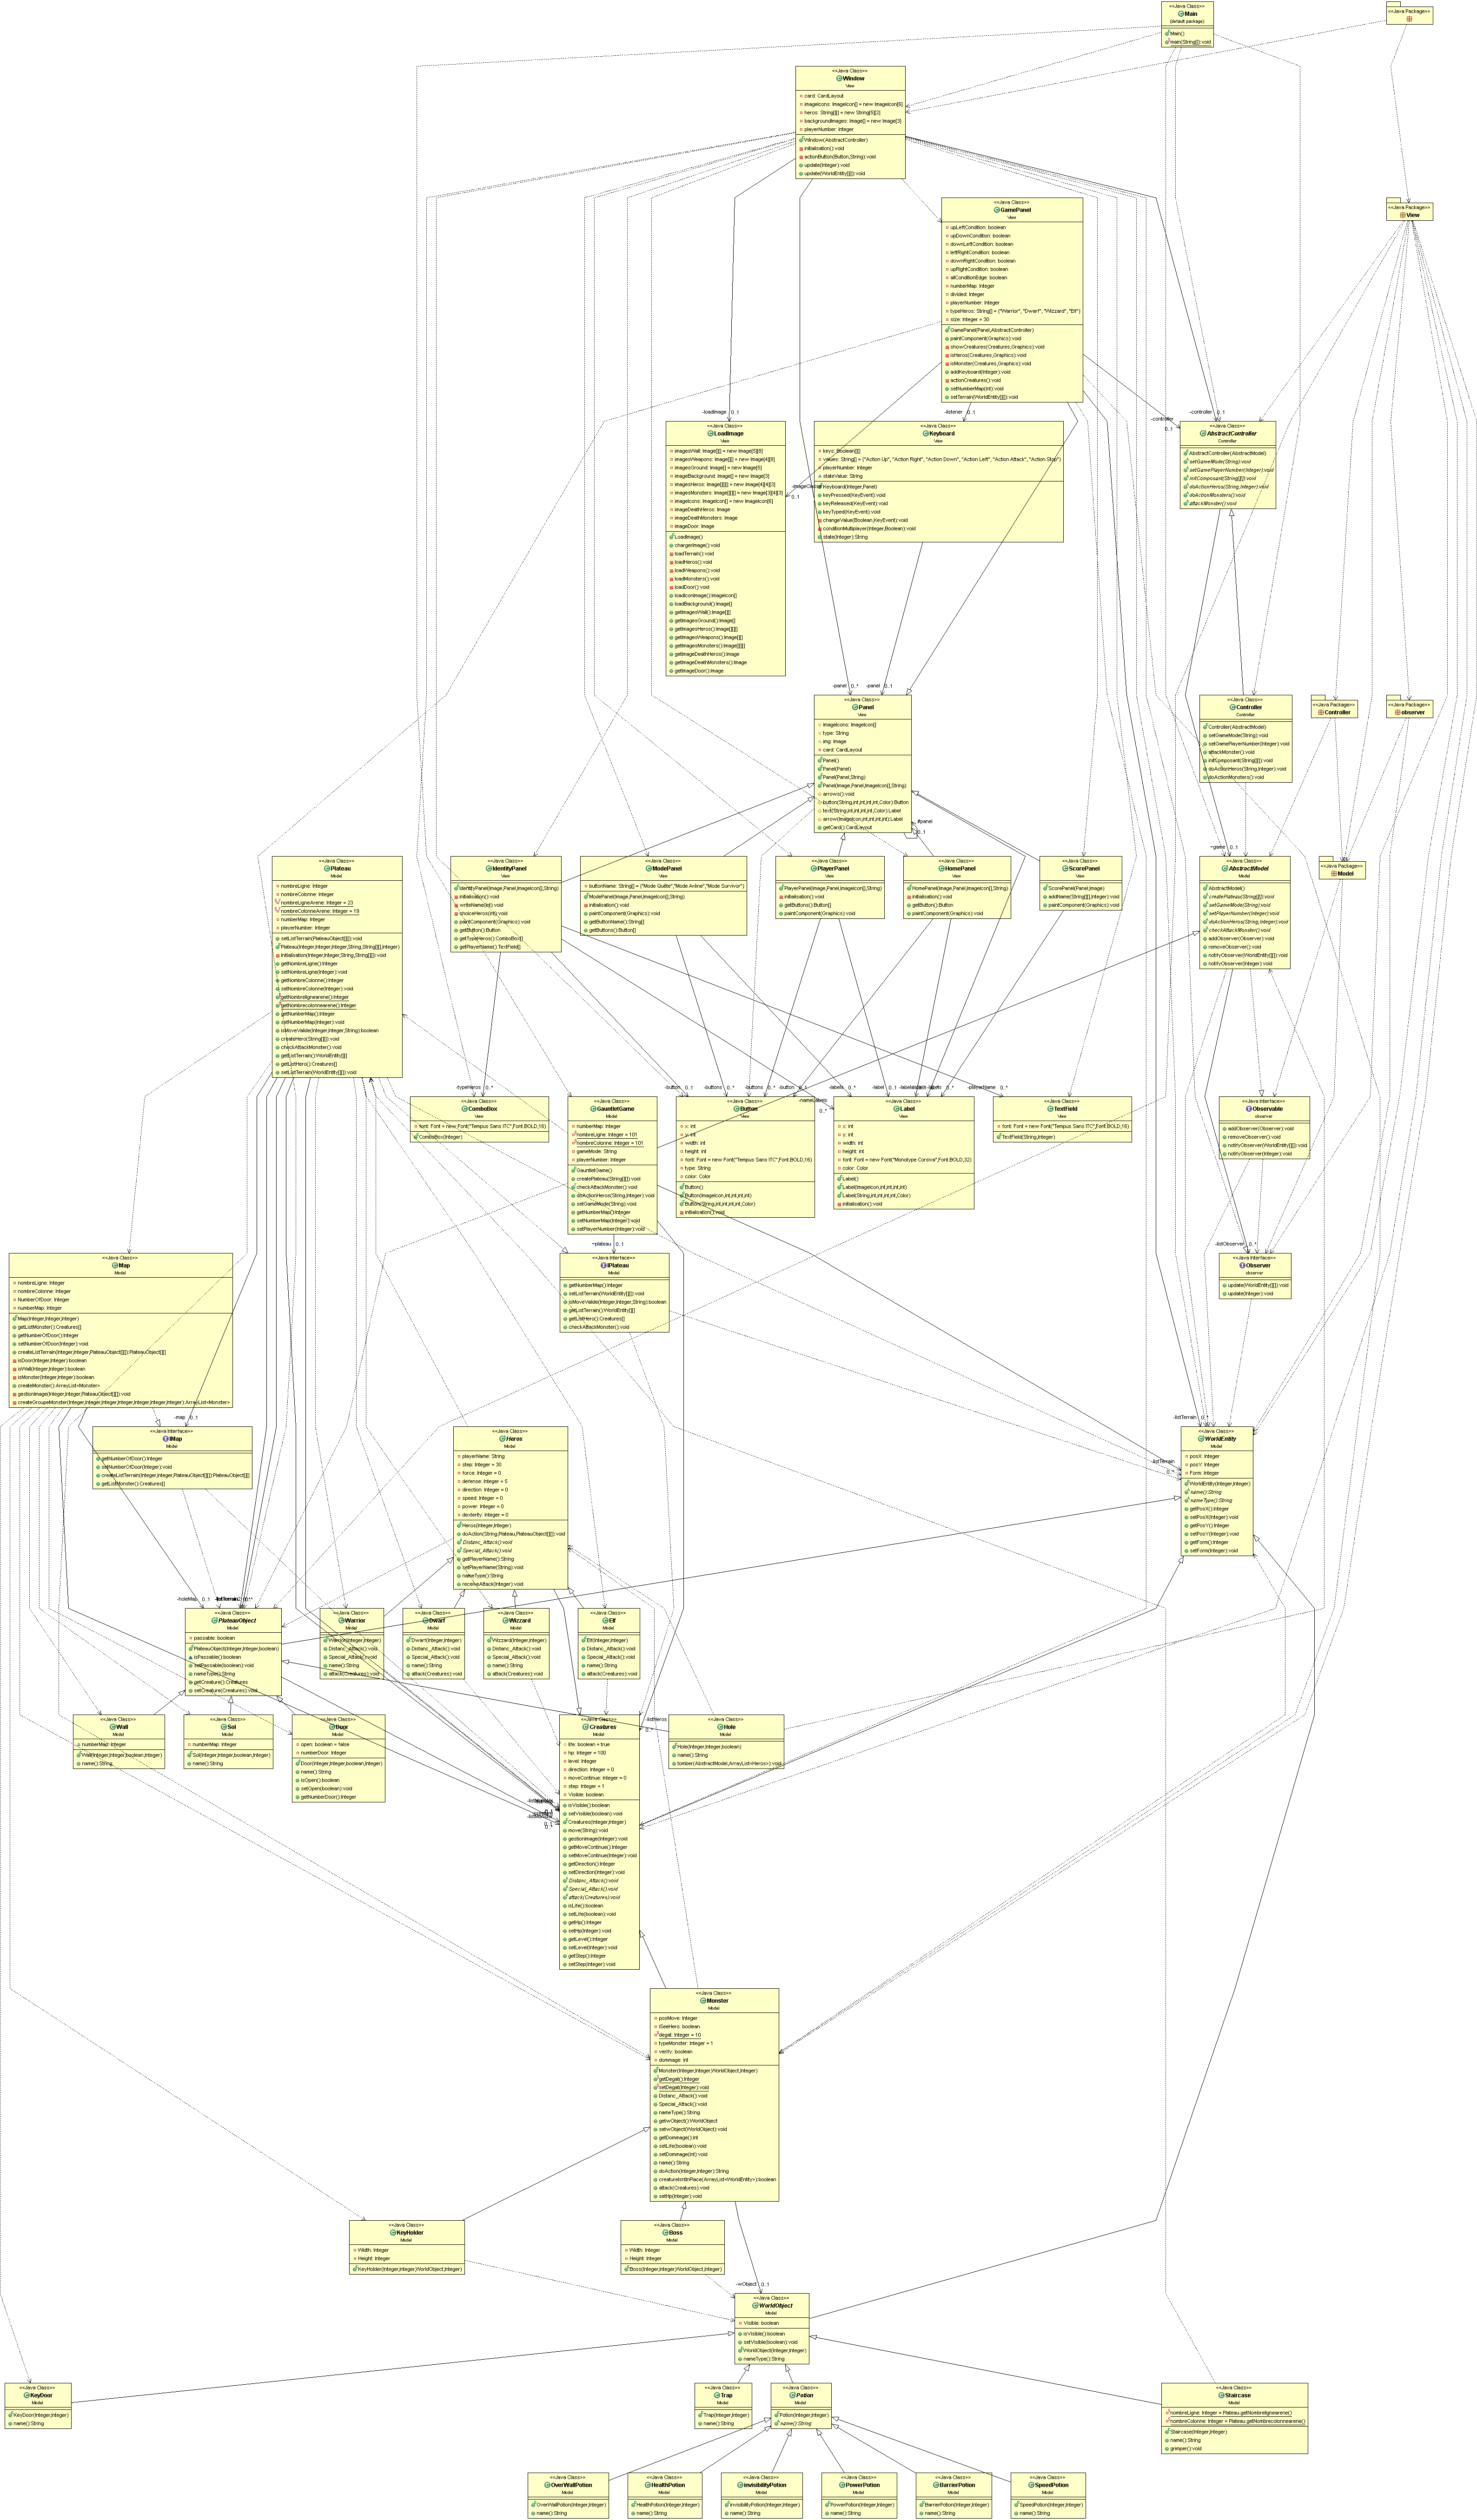 <<Java Class>>
Main
(default package)
Main()
main(String[]):void
<<Java Package>>
<<Java Class>>
Window
View
card: CardLayout
imageIcons: ImageIcon[] = new ImageIcon[6]
heros: String[][] = new String[5][2]
backgroundImages: Image[] = new Image[3]
playerNumber: Integer
Window(AbstractController)
initialisation():void
actionButton(Button,String):void
update(Integer):void
update(WorldEntity[][]):void
<<Java Class>>
GamePanel
View
upLeftCondition: boolean
upDownCondition: boolean
downLeftCondition: boolean
leftRightCondition: boolean
downRightCondition: boolean
upRightCondition: boolean
allConditionEdge: boolean
numberMap: Integer
divided: Integer
playerNumber: Integer
typeHeros: String[] = {"Warrior", "Dwarf", "Wizzard", "Elf"}
size: Integer = 30
GamePanel(Panel,AbstractController)
paintComponent(Graphics):void
showCreatures(Creatures,Graphics):void
isHeros(Creatures,Graphics):void
isMonster(Creatures,Graphics):void
addKeyboard(Integer):void
actionCreatures():void
setNumberMap(int):void
setTerrain(WorldEntity[][]):void
<<Java Package>>
View
-loadImage 0..1
-listener 0..1
-controller 0..1
-controller 0..1
<<Java Class>>
LoadImage
View
imagesWall: Image[][] = new Image[5][8]
imagesWeapons: Image[][] = new Image[4][8]
imagesGround: Image[] = new Image[5]
imageBackground: Image[] = new Image[3]
imagesHeros: Image[][][] = new Image[4][4][3]
imagesMonsters: Image[][][] = new Image[3][4][3]
imageIcons: ImageIcon[] = new ImageIcon[6]
imageDeathHeros: Image
imageDeathMonsters: Image
imageDoor: Image
LoadImage()
chargerImage():void
loadTerrain():void
loadHeros():void
loadWeapons():void
loadMonsters():void
loadDoor():void
loadIconImage():ImageIcon[]
loadBackground():Image[]
getImagesWall():Image[][]
getImagesGround():Image[]
getImagesHeros():Image[][][]
getImagesWeapons():Image[][]
getImagesMonsters():Image[][][]
getImageDeathHeros():Image
getImageDeathMonsters():Image
getImageDoor():Image
0..1
<<Java Class>>
Keyboard
View
keys: Boolean[][]
values: String[] = {"Action Up", "Action Right", "Action Down", "Action Left", "Action Attack", "Action Stop"}
playerNumber: Integer
stateValue: String
Keyboard(Integer,Panel)
keyPressed(KeyEvent):void
keyReleased(KeyEvent):void
keyTyped(KeyEvent):void
changeValue(Boolean,KeyEvent):void
conditionMultiplayer(Integer,Boolean):void
state(Integer):String
<<Java Class>>
AbstractController
Controller
AbstractController(AbstractModel)
setGameMode(String):void
setGamePlayerNumber(Integer):void
initComposant(String[][]):void
doActionHeros(String,Integer):void
doActionMonsters():void
attackMonster():void
-panel 0..* -panel 0..1
<<Java Class>>
Panel
View
imageIcons: ImageIcon[]
type: String
img: Image
card: CardLayout
Panel()
Panel(Panel)
Panel(Panel,String)
Panel(Image,Panel,ImageIcon[],String)
arrows():void
button(String,int,int,int,int,Color):Button
text(String,int,int,int,int,Color):Label
arrow(ImageIcon,int,int,int,int):Label
getCard():CardLayout
#panel
0..1
<<Java Class>>
Controller
Controller
Controller(AbstractModel)
setGameMode(String):void
setGamePlayerNumber(Integer):void
attackMonster():void
initComposant(String[][]):void
doActionHeros(String,Integer):void
doActionMonsters():void
<<Java Package>>
Controller
<<Java Package>>
observer
<<Java Package>>
Model
~game 0..1
<<Java Class>>
Plateau
Model
nombreLigne: Integer
nombreColonne: Integer
nombreLigneArene: Integer = 23
nombreColonneArene: Integer = 19
numberMap: Integer
playerNumber: Integer
setListTerrain(PlateauObject[][]):void
Plateau(Integer,Integer,Integer,String,String[][],Integer)
Initialisation(Integer,Integer,String,String[][]):void
getNombreLigne():Integer
setNombreLigne(Integer):void
getNombreColonne():Integer
setNombreColonne(Integer):void
getNombrelignearene():Integer
getNombrecolonnearene():Integer
getNumberMap():Integer
setNumberMap(Integer):void
isMoveValide(Integer,Integer,String):boolean
createHero(String[][]):void
checkAttackMonster():void
getListTerrain():WorldEntity[][]
getListHero():Creatures[]
setListTerrain(WorldEntity[][]):void
<<Java Class>>
IdentityPanel
View
IdentityPanel(Image,Panel,ImageIcon[],String)
initialisation():void
writeName(int):void
choiceHeros(int):void
paintComponent(Graphics):void
getButton():Button
getTypeHeros():ComboBox[]
getPlayerName():TextField[]
<<Java Class>>
ModePanel
View
buttonName: String[] = {"Mode Quête","Mode Arène","Mode Survivor"}
ModePanel(Image,Panel,ImageIcon[],String)
initialisation():void
paintComponent(Graphics):void
getButtonName():String[]
getButtons():Button[]
<<Java Class>>
PlayerPanel
View
PlayerPanel(Image,Panel,ImageIcon[],String)
initialisation():void
getButtons():Button[]
paintComponent(Graphics):void
<<Java Class>>
HomePanel
View
HomePanel(Image,Panel,ImageIcon[],String)
initialisation():void
getButton():Button
paintComponent(Graphics):void
<<Java Class>>
ScorePanel
View
ScorePanel(Panel,Image)
addName(String[][],Integer):void
paintComponent(Graphics):void
<<Java Class>>
AbstractModel
Model
AbstractModel()
createPlateau(String[][]):void
setGameMode(String):void
setPlayerNumber(Integer):void
doActionHeros(String,Integer):void
checkAttackMonster():void
addObserver(Observer):void
removeObserver():void
notifyObserver(WorldEntity[][]):void
notifyObserver(Integer):void
-typeHeros 0..*
-button 0..1
-buttons 0..*
-buttons 0..*
-button 0..1
-nameLabels
0..*
-labels 0..*
-label 0..1
-playerName 0..*
<<Java Class>>
ComboBox
View
font: Font = new Font("Tempus Sans ITC",Font.BOLD,16)
ComboBox(Integer)
<<Java Class>>
GauntletGame
Model
numberMap: Integer
nombreLigne: Integer = 101
nombreColonne: Integer = 101
gameMode: String
playerNumber: Integer
GauntletGame()
createPlateau(String[][]):void
checkAttackMonster():void
doActionHeros(String,Integer):void
setGameMode(String):void
getNumberMap():Integer
setNumberMap(Integer):void
setPlayerNumber(Integer):void
<<Java Class>>
Button
View
x: int
y: int
width: int
height: int
font: Font = new Font("Tempus Sans ITC",Font.BOLD,16)
type: String
color: Color
Button()
Button(ImageIcon,int,int,int,int)
Button(String,int,int,int,int,Color)
initialisation():void
<<Java Class>>
Label
View
x: int
y: int
width: int
height: int
font: Font = new Font("Monotype Corsiva",Font.BOLD,32)
color: Color
Label()
Label(ImageIcon,int,int,int,int)
Label(String,int,int,int,int,Color)
initialisation():void
<<Java Class>>
TextField
View
font: Font = new Font("Tempus Sans ITC",Font.BOLD,16)
TextField(String,Integer)
<<Java Interface>>
Observable
observer
addObserver(Observer):void
removeObserver():void
notifyObserver(WorldEntity[][]):void
notifyObserver(Integer):void
-listObserver 0..*
<<Java Interface>>
Observer
observer
update(WorldEntity[][]):void
update(Integer):void
~plateau 0..1
<<Java Interface>>
IPlateau
Model
getNumberMap():Integer
setListTerrain(WorldEntity[][]):void
isMoveValide(Integer,Integer,String):boolean
getListTerrain():WorldEntity[][]
getListHero():Creatures[]
checkAttackMonster():void
<<Java Class>>
Map
Model
nombreLigne: Integer
nombreColonne: Integer
NumberOfDoor: Integer
numberMap: Integer
Map(Integer,Integer,Integer)
getListMonster():Creatures[]
getNumberOfDoor():Integer
setNumberOfDoor(Integer):void
createListTerrain(Integer,Integer,PlateauObject[][]):PlateauObject[][]
isDoor(Integer,Integer):boolean
isWall(Integer,Integer):boolean
isMonster(Integer,Integer):boolean
createMonster():ArrayList<Monster>
gestionImage(Integer,Integer,PlateauObject[][]):void
createGroupeMonster(Integer,Integer,Integer,Integer,Integer,Integer,Integer):ArrayList<Monster>
-map 0..1
<<Java Interface>>
IMap
Model
getNumberOfDoor():Integer
setNumberOfDoor(Integer):void
createListTerrain(Integer,Integer,PlateauObject[][]):PlateauObject[][]
getListMonster():Creatures[]
<<Java Class>>
Heros
Model
playerName: String
step: Integer = 30
force: Integer = 0
defense: Integer = 5
direction: Integer = 0
speed: Integer = 0
power: Integer = 0
dexterity: Integer = 0
Heros(Integer,Integer)
doAction(String,Plateau,PlateauObject[][]):void
Distanc_Attack():void
Special_Attack():void
getPlayerName():String
setPlayerName(String):void
nameType():String
receiveAttack(Integer):void
-listTerrain 0..*
-listTerrain
0..*
<<Java Class>>
WorldEntity
Model
posX: Integer
posY: Integer
Form: Integer
WorldEntity(Integer,Integer)
name():String
nameType():String
getPosX():Integer
setPosX(Integer):void
getPosY():Integer
setPosY(Integer):void
getForm():Integer
setForm(Integer):void
-holeMap 0..1
<<Java Class>>
PlateauObject
Model
passable: boolean
PlateauObject(Integer,Integer,boolean)
isPassable():boolean
setPassable(boolean):void
nameType():String
getCreature():Creatures
setCreature(Creatures):void
<<Java Class>>
Warrior
Model
Warrior(Integer,Integer)
Distanc_Attack():void
Special_Attack():void
name():String
attack(Creatures):void
<<Java Class>>
Dwarf
Model
Dwarf(Integer,Integer)
Distanc_Attack():void
Special_Attack():void
name():String
attack(Creatures):void
<<Java Class>>
Wizzard
Model
Wizzard(Integer,Integer)
Distanc_Attack():void
Special_Attack():void
name():String
attack(Creatures):void
<<Java Class>>
Elf
Model
Elf(Integer,Integer)
Distanc_Attack():void
Special_Attack():void
name():String
attack(Creatures):void
<<Java Class>>
Wall
Model
numberMap: Integer
Wall(Integer,Integer,boolean,Integer)
name():String
<<Java Class>>
Sol
Model
numberMap: Integer
Sol(Integer,Integer,boolean,Integer)
name():String
<<Java Class>>
Door
Model
open: boolean = false
numberDoor: Integer
Door(Integer,Integer,boolean,Integer)
name():String
isOpen():boolean
setOpen(boolean):void
getNumberDoor():Integer
-listHeros
0..*
<<Java Class>>
Creatures
Model
life: boolean = true
hp: Integer = 100
level: Integer
direction: Integer = 0
moveContinue: Integer = 0
step: Integer = 1
Visible: boolean
isVisible():boolean
setVisible(boolean):void
Creatures(Integer,Integer)
move(String):void
gestionImage(Integer):void
getMoveContinue():Integer
setMoveContinue(Integer):void
getDirection():Integer
setDirection(Integer):void
Distanc_Attack():void
Special_Attack():void
attack(Creatures):void
isLife():boolean
setLife(boolean):void
getHp():Integer
setHp(Integer):void
getLevel():Integer
setLevel(Integer):void
getStep():Integer
setStep(Integer):void
<<Java Class>>
Hole
Model
Hole(Integer,Integer,boolean)
name():String
tomber(AbstractModel,ArrayList<Heros>):void
<<Java Class>>
Monster
Model
posMove: Integer
iSeeHero: boolean
degat: Integer = 10
typeMonster: Integer = 1
verify: boolean
dommage: int
Monster(Integer,Integer,WorldObject,Integer)
getDegat():Integer
setDegat(Integer):void
Distanc_Attack():void
Special_Attack():void
nameType():String
getwObject():WorldObject
setwObject(WorldObject):void
getDommage():int
setLife(boolean):void
setDommage(int):void
name():String
doAction(Integer,Integer):String
creatureIsntInPlace(ArrayList<WorldEntity>):boolean
attack(Creatures):void
setHp(Integer):void
<<Java Class>>
KeyHolder
Model
Width: Integer
Height: Integer
KeyHolder(Integer,Integer,WorldObject,Integer)
<<Java Class>>
Boss
Model
Width: Integer
Height: Integer
Boss(Integer,Integer,WorldObject,Integer)
-wObject 0..1
<<Java Class>>
WorldObject
Model
Visible: boolean
isVisible():boolean
setVisible(boolean):void
WorldObject(Integer,Integer)
nameType():String
<<Java Class>>
KeyDoor
Model
KeyDoor(Integer,Integer)
name():String
<<Java Class>>
Trap
Model
Trap(Integer,Integer)
name():String
<<Java Class>>
Potion
Model
Potion(Integer,Integer)
name():String
<<Java Class>>
Staircase
Model
nombreLigne: Integer = Plateau.getNombrelignearene()
nombreColonne: Integer = Plateau.getNombrecolonnearene()
Staircase(Integer,Integer)
name():String
grimper():void
<<Java Class>>
OverWallPotion
Model
OverWallPotion(Integer,Integer)
name():String
<<Java Class>>
HealthPotion
Model
HealthPotion(Integer,Integer)
name():String
<<Java Class>>
invisibilityPotion
Model
invisibilityPotion(Integer,Integer)
name():String
<<Java Class>>
PowerPotion
Model
PowerPotion(Integer,Integer)
name():String
<<Java Class>>
BarrierPotion
Model
BarrierPotion(Integer,Integer)
name():String
<<Java Class>>
SpeedPotion
Model
SpeedPotion(Integer,Integer)
name():String